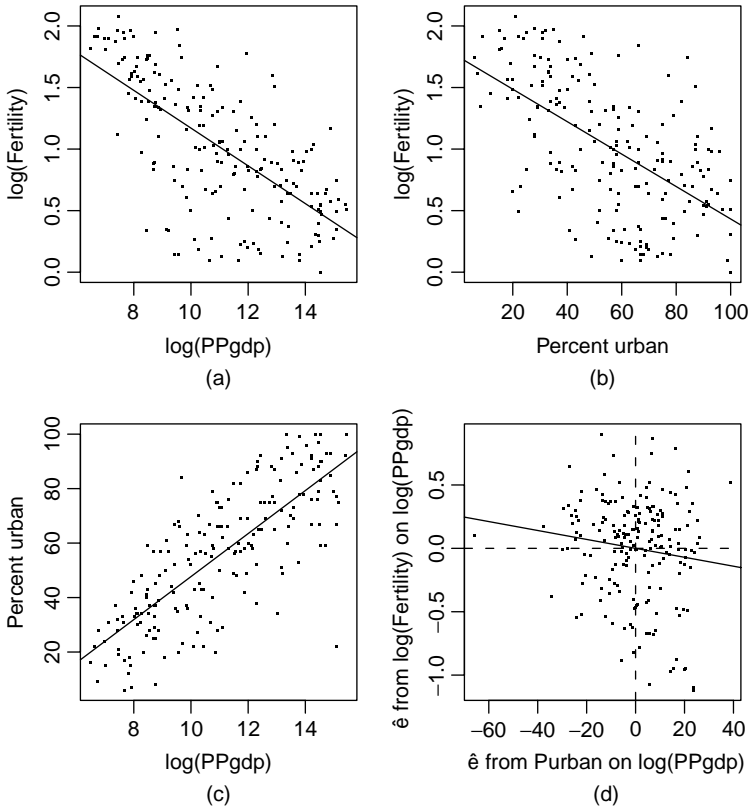 0.0 0.5 1.0 1.5 2.0
log(Fertility)
8 10 12 14
log(PPgdp)
(a)
0.0 0.5 1.0 1.5 2.0
log(Fertility)
20 40 60 80 100
Percent urban
(b)
20 40 60 80 100
Percent urban
8 10 12 14
log(PPgdp)
(c)
−1.0 −0.5 0.0 0.5
ê from log(Fertility) on log(PPgdp)
−60 −40 −20 0 20 40
ê from Purban on log(PPgdp)
(d)